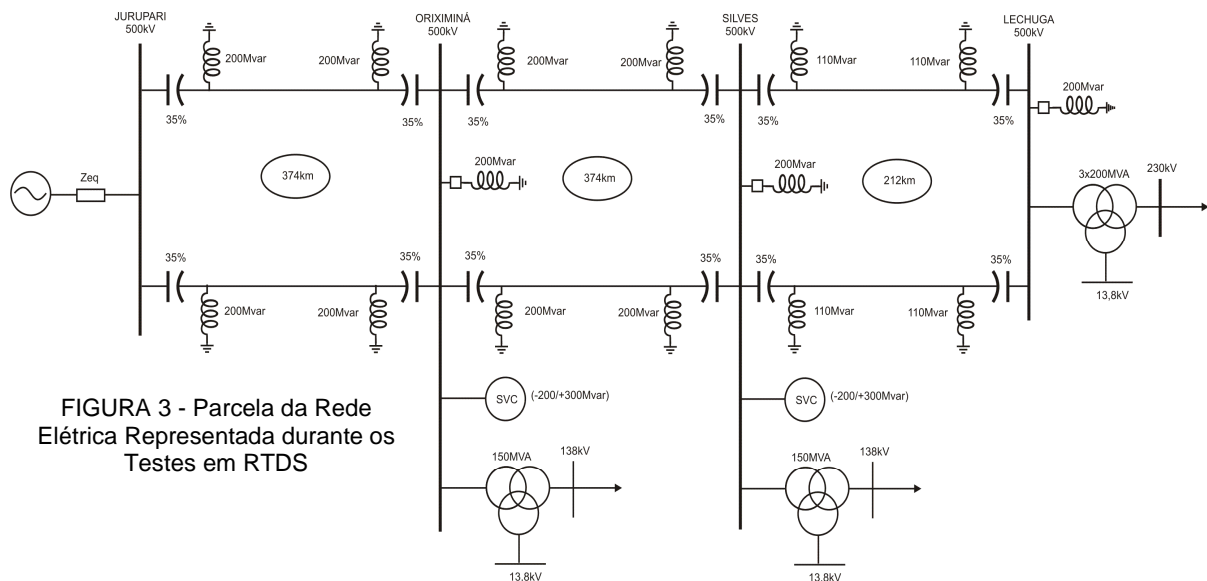 JURUPARI
500kV
ORIXIMINÁ
500kV
SILVES
500kV
LECHUGA
500kV
200Mvar
200Mvar
200Mvar
200Mvar
110Mvar
110Mvar
35%
35%
35%
35%
35%
35%
200Mvar
Zeq
374km
200Mvar
374km
200Mvar
212km
3x200MVA
230kV
35%
35%
35%
35%
35%
35%
13,8kV
200Mvar
200Mvar
200Mvar
200Mvar
110Mvar
110Mvar
SVC
(-200/+300Mvar)
SVC
(-200/+300Mvar)
FIGURA 3 - Parcela da Rede
Elétrica Representada durante os
Testes em RTDS
150MVA
138kV
150MVA
138kV
13,8kV
13,8kV